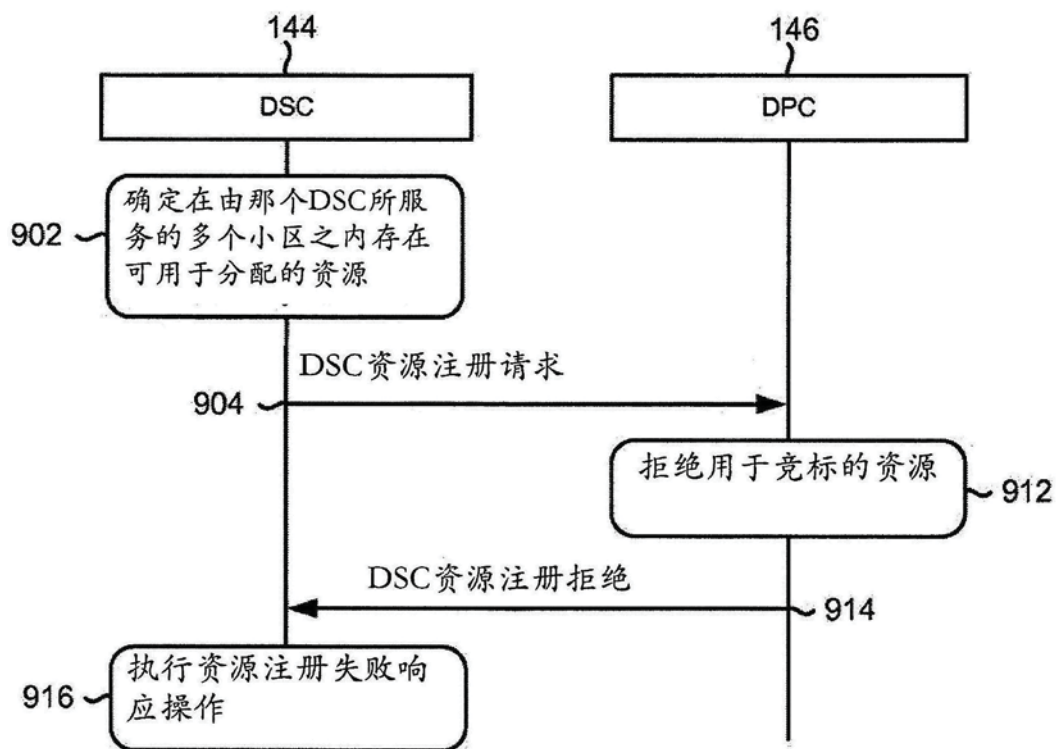 144
146
DSC
DPC
确定在由那个DSC所服
务的多个小区之内存在
可用于分配的资源
902
DSC资源注册请求
904
拒绝用于竞标的资源
912
DSC资源注册拒绝
914
执行资源注册失败响
应操作
916